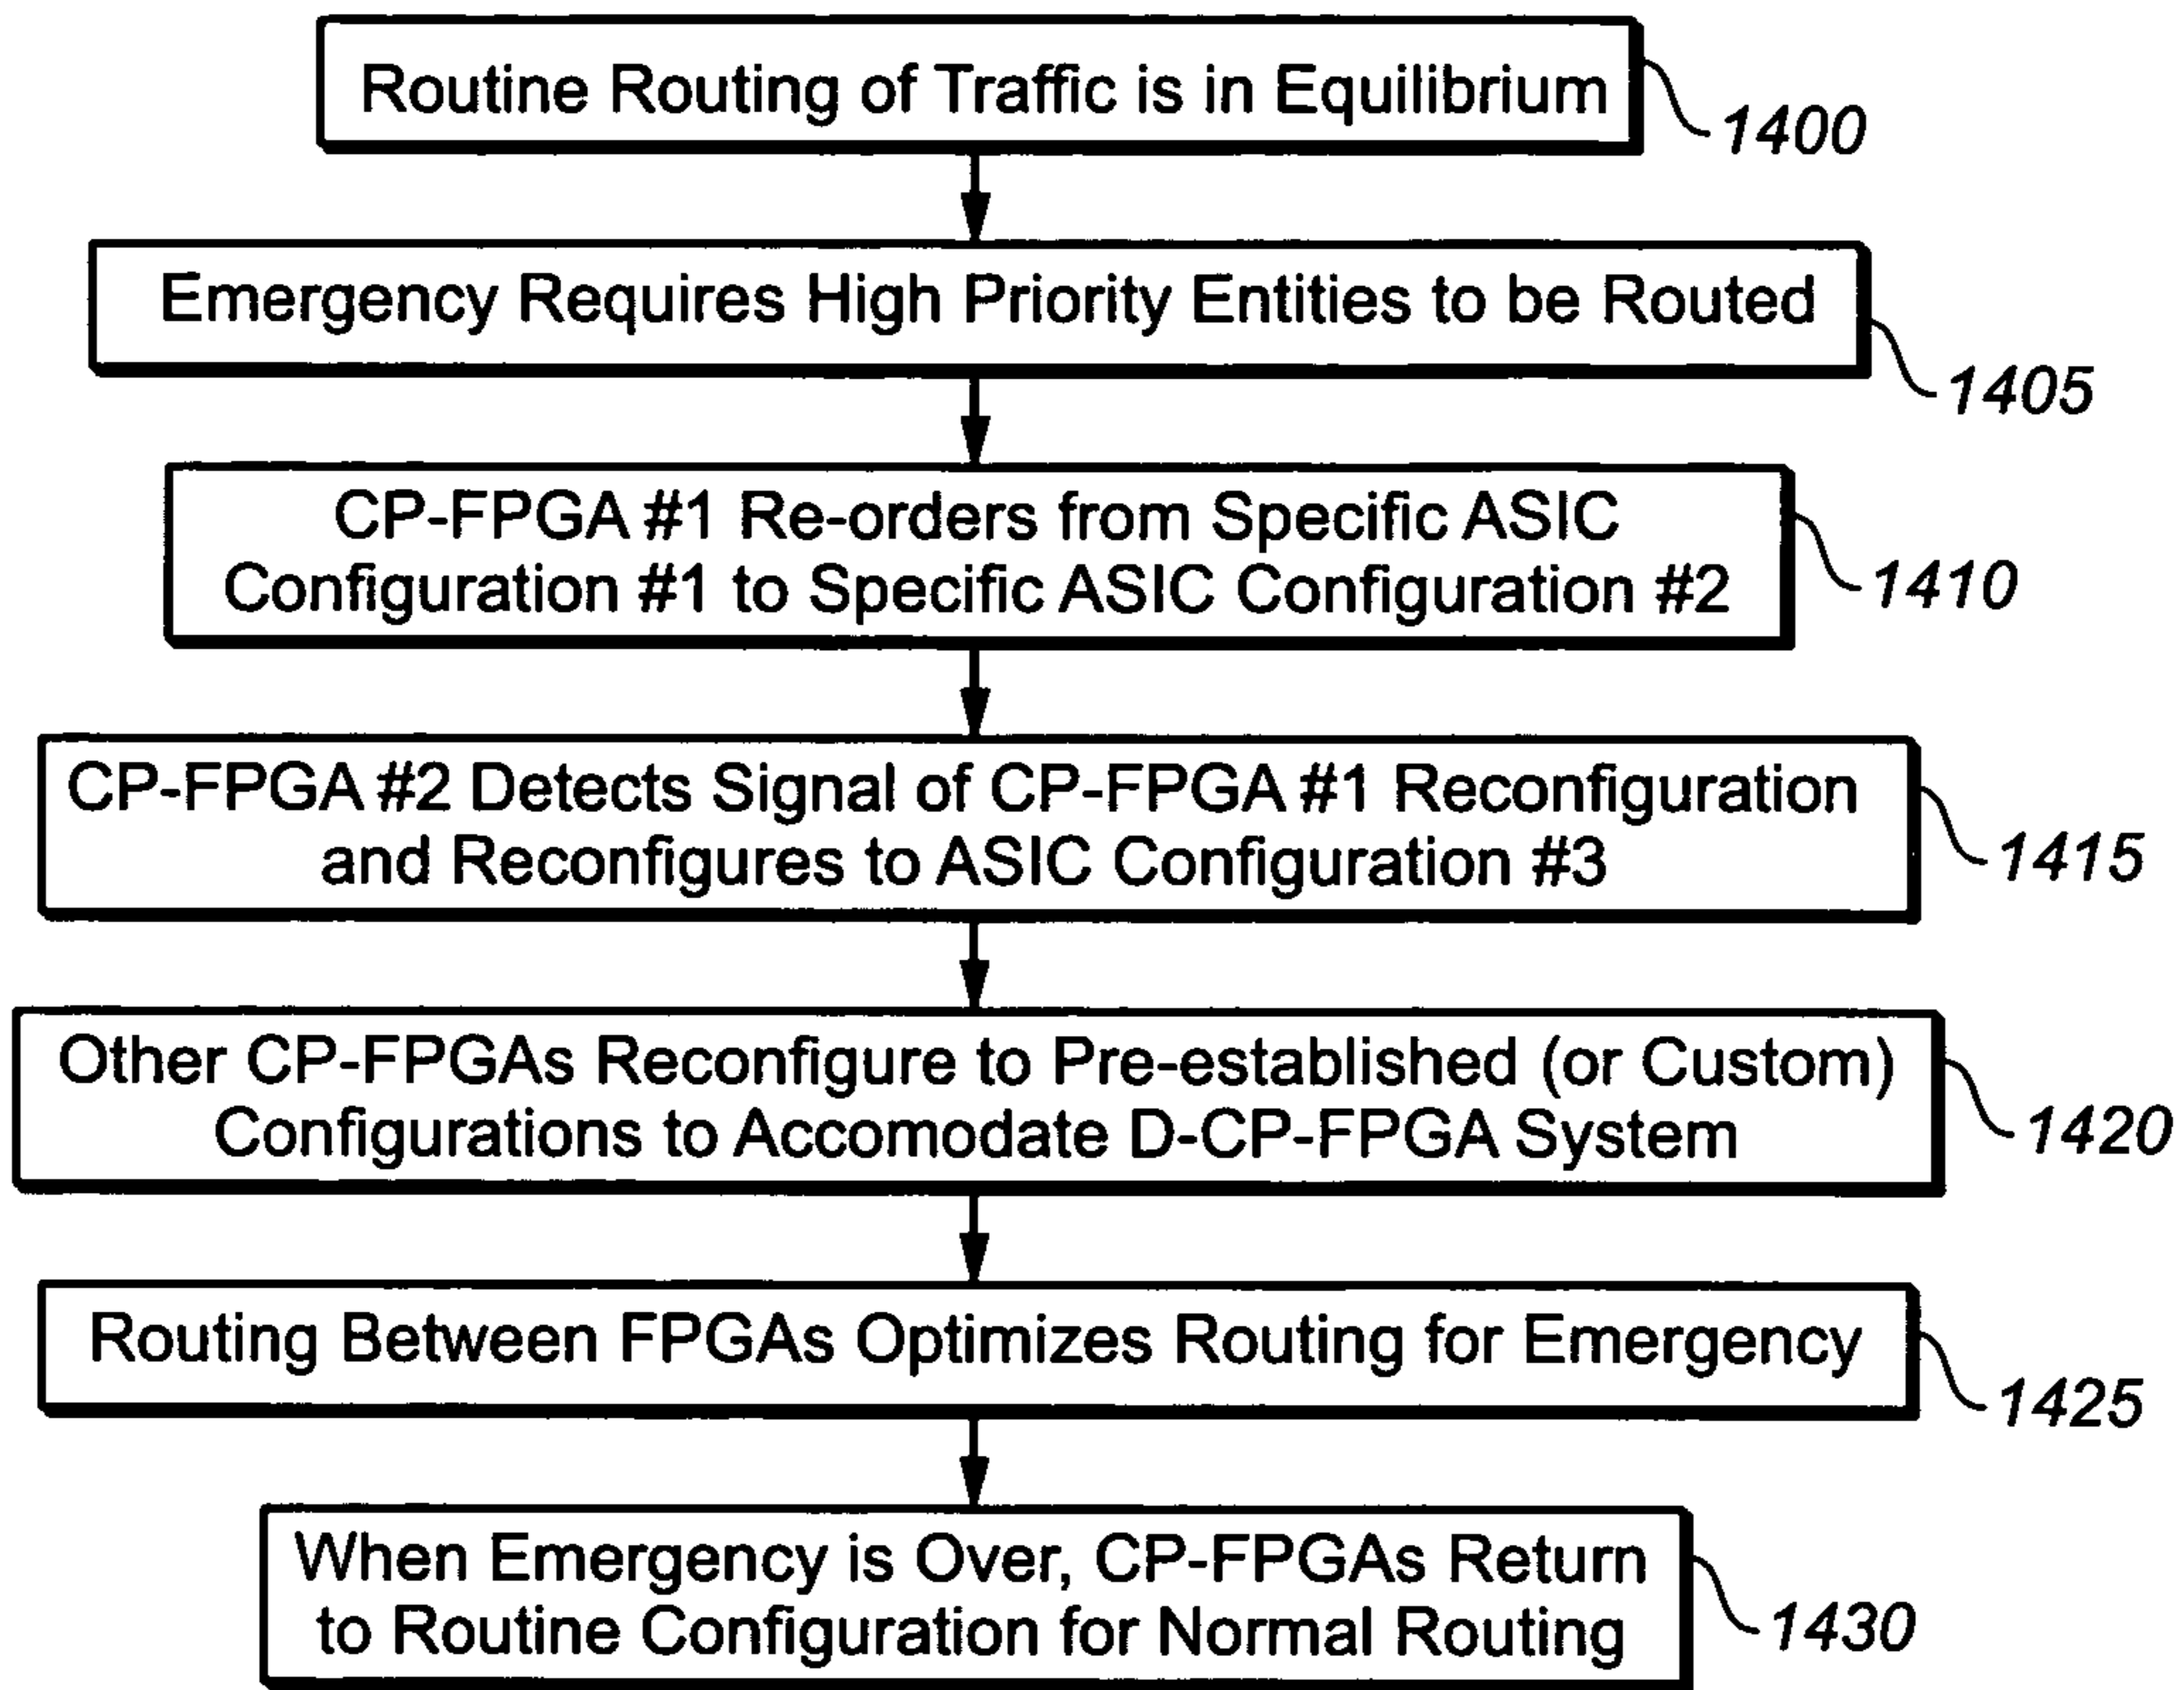 Routine Routing of Traffic is in Equilibrium
1400
Emergency Requires High Priority Entities to be Routed
1405
CP-FPGA #1 Re-orders from Specific ASIC
Configuration #1 to Specific ASIC Configuration #2
1410
CP-FPGA #2 Detects Signal of CP-FPGA #1 Reconfiguration
and Reconfigures to ASIC Configuration #3
1415
Other CP-FPGAs Reconfigure to Pre-established (or Custom)
Configurations to Accomodate D-CP-FPGA System
1420
Routing Between FPGAs Optimizes Routing for Emergency
1425
When Emergency is Over, CP-FPGAs Return
to Routine Configuration for Normal Routing
1430